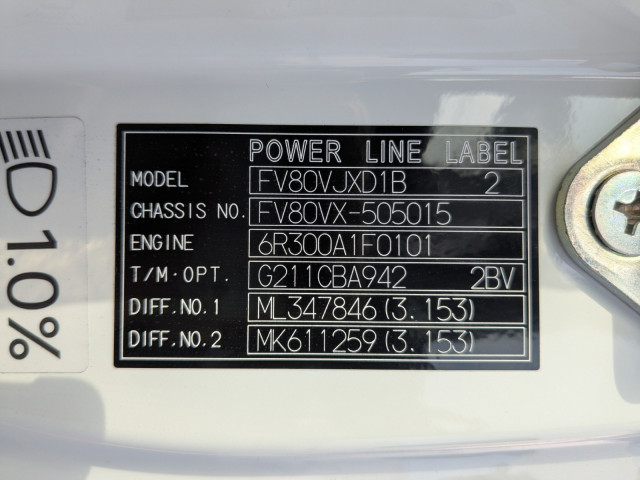 POWER LINE LABEL
MODEL FV80VJXD1B 2
CHASSIS NO. FV80VX-505015
ENGINE 6R300A1F0101
T/M·OPT. G211CBA942 2BV
DIFF.NO.1 ML347846(3.153)
DIFF.NO.2 MK611259(3.153)
1.0%